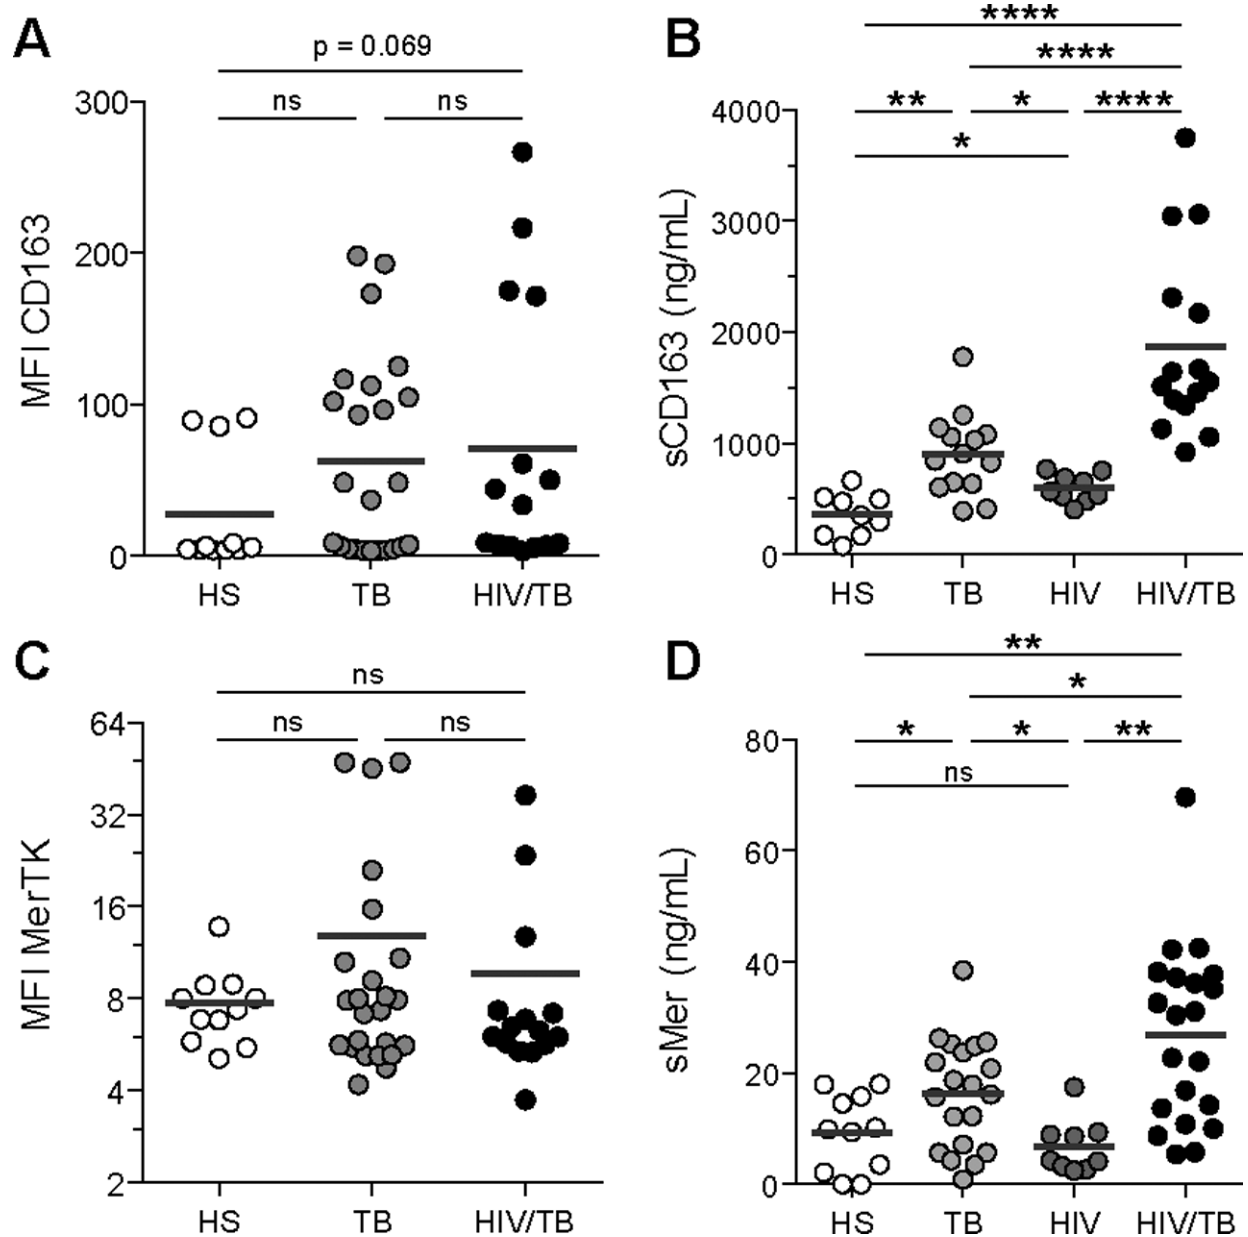 A
p = 0.069
ns ns
300
200
100
0
MFI CD163
HS TB HIV/TB
B
****
****
** * ****
*
4000
3000
2000
1000
0
sCD163 (ng/mL)
HS TB HIV HIV/TB
C
ns
ns ns
64
32
16
8
4
2
MFI MerTK
HS TB HIV/TB
D
**
*
* * **
ns
80
60
40
20
0
sMer (ng/mL)
HS TB HIV HIV/TB